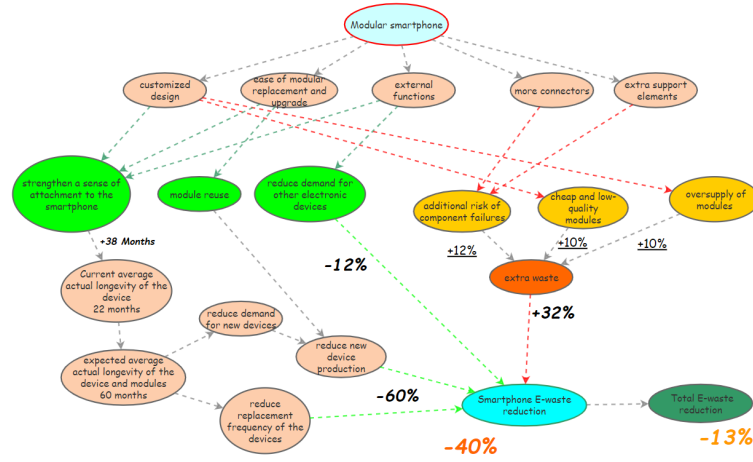 Modular smartphone
customized
design
ease of modular
replacement and
upgrade
external
functions
more connectors
extra support
elements
strengthen a sense of
attachment to the
smartphone
module reuse
reduce demand for
other electronic
devices
additional risk of
component failures
cheap and low-
quality
modules
oversupply of
modules
+38 Months
+12%
+10%
+10%
-12%
Current average
actual longevity of the
device
22 months
extra waste
+32%
reduce demand
for new devices
reduce new
device
production
expected average
actual longevity of the
device and modules
60 months
-60%
reduce
replacement
frequency of the
devices
Smartphone E-waste
reduction
Total E-waste
reduction
-40%
-13%